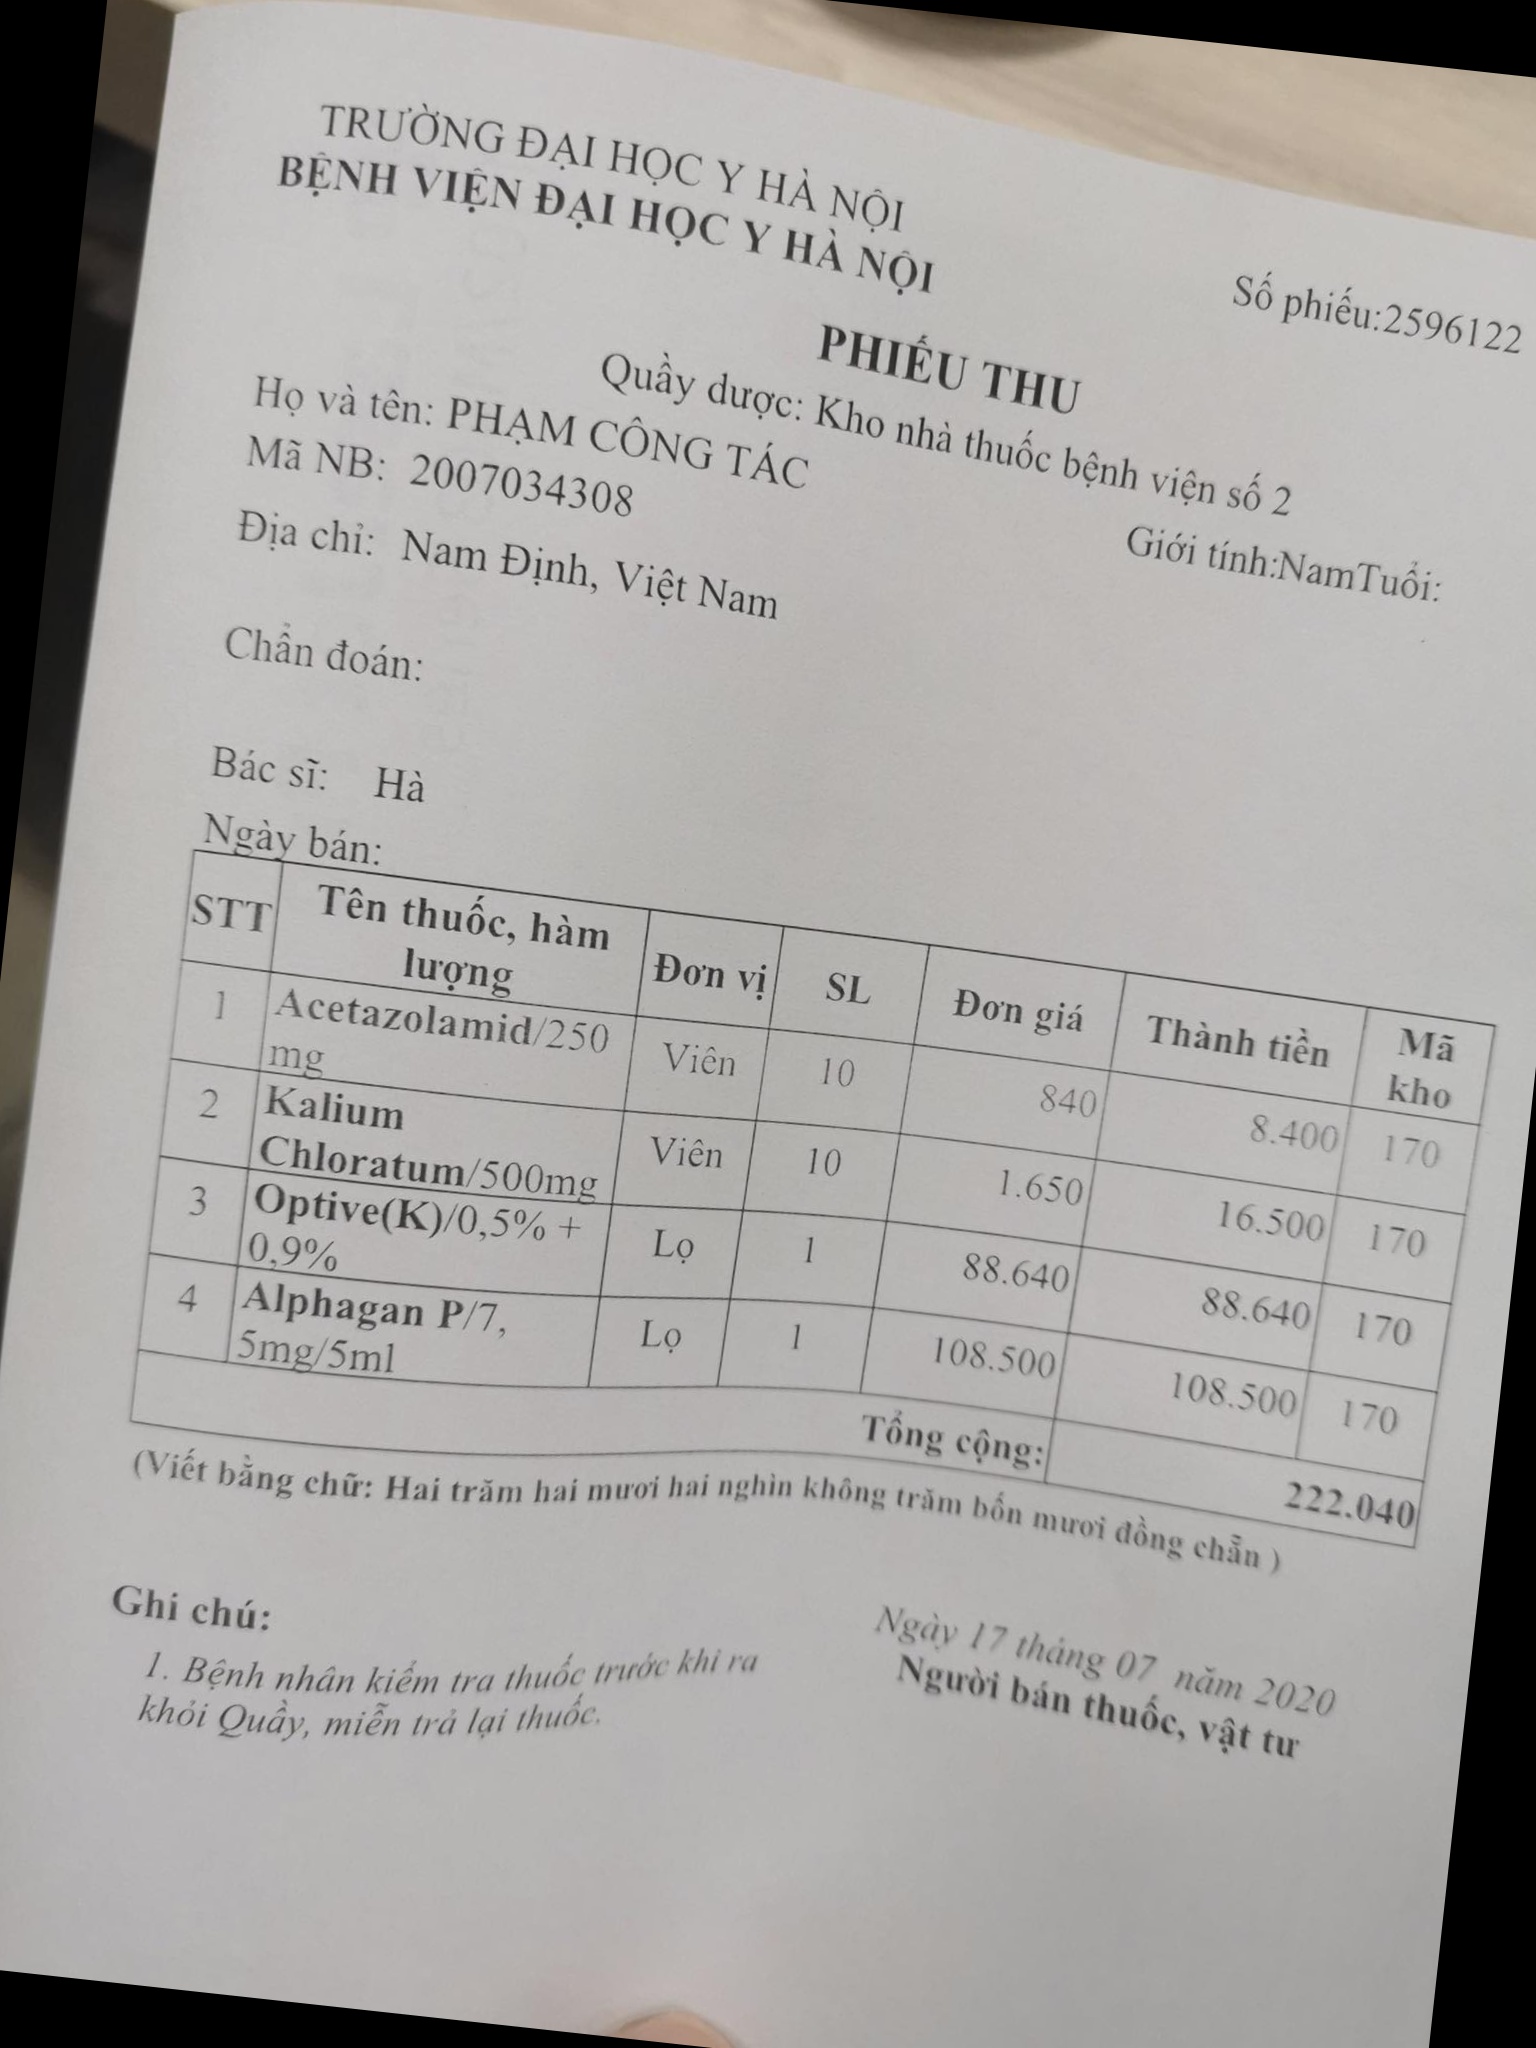 TRƯỜNG ĐẠI HỌC Y HÀ NỘI
BỆNH VIỆN ĐẠI HỌC Y HÀ NỘI
Số phiếu:2596122
PHIẾU THU
Quầy dược: Kho nhà thuốc bệnh viện số 2
Họ và tên: PHẠM CÔNG TÁC
Giới tính:NamTuổi:
Mã NB: 2007034308
Địa chỉ: Nam Định, Việt Nam
Chẩn đoán:
Bác sĩ: Hà
Ngày bán:
STT Tên thuốc, hàm lượng Đơn vị SL Đơn giá Thành tiền Mã kho
1 Acetazolamid/250 mg Viên 10 840 8.400 170
2 Kalium Chloratum/500mg Viên 10 1.650 16.500 170
3 Optive(K)/0,5% + 0,9% Lọ 1 88.640 88.640 170
4 Alphagan P/7, 5mg/5ml Lọ 1 108.500 108.500 170
Tổng cộng: 222.040
(Viết bằng chữ: Hai trăm hai mươi hai nghìn không trăm bốn mươi đồng chẵn )
Ghi chú:
1. Bệnh nhân kiểm tra thuốc trước khi ra
khỏi Quầy, miễn trả lại thuốc.
Ngày 17 tháng 07 năm 2020
Người bán thuốc, vật tư